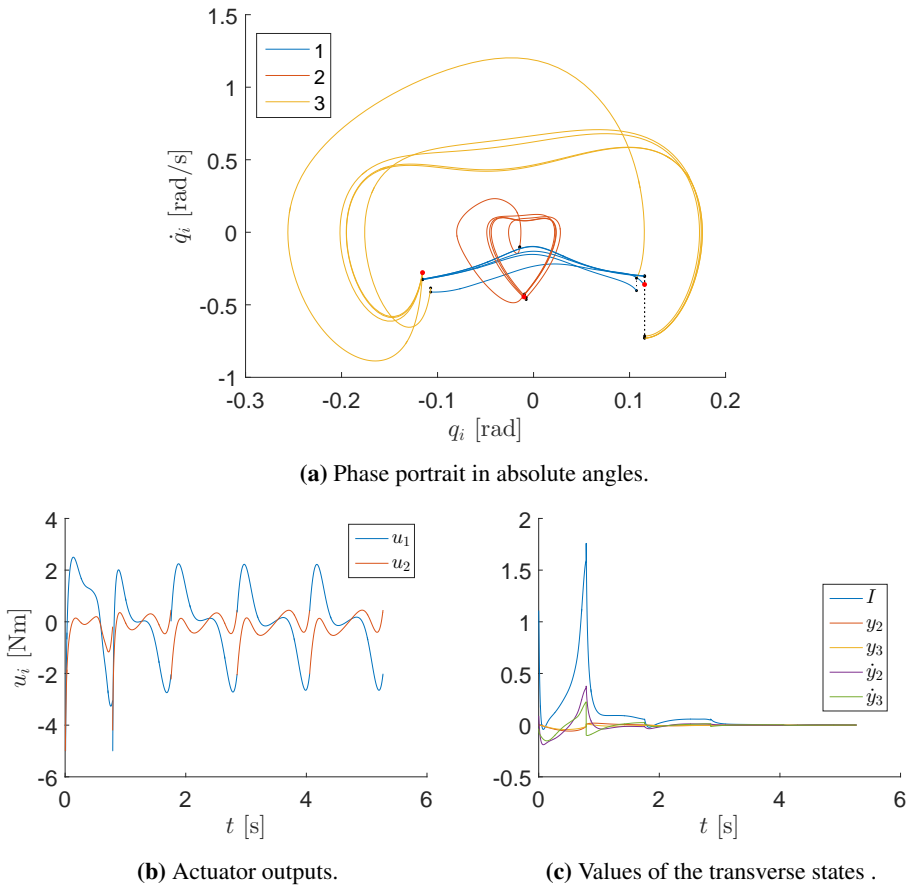 1.5
1
0.5
0
-0.5
-1
-0.3
-0.2
-0.1
0
0.1
0.2
q̇ᵢ [rad/s]
qᵢ [rad]
1
2
3
(a) Phase portrait in absolute angles.
4
2
0
-2
-4
-6
0
2
4
6
uᵢ [Nm]
t [s]
u₁
u₂
(b) Actuator outputs.
2
1.5
1
0.5
0
-0.5
0
2
4
6
t [s]
I
y₂
y₃
ẏ₂
ẏ₃
(c) Values of the transverse states .